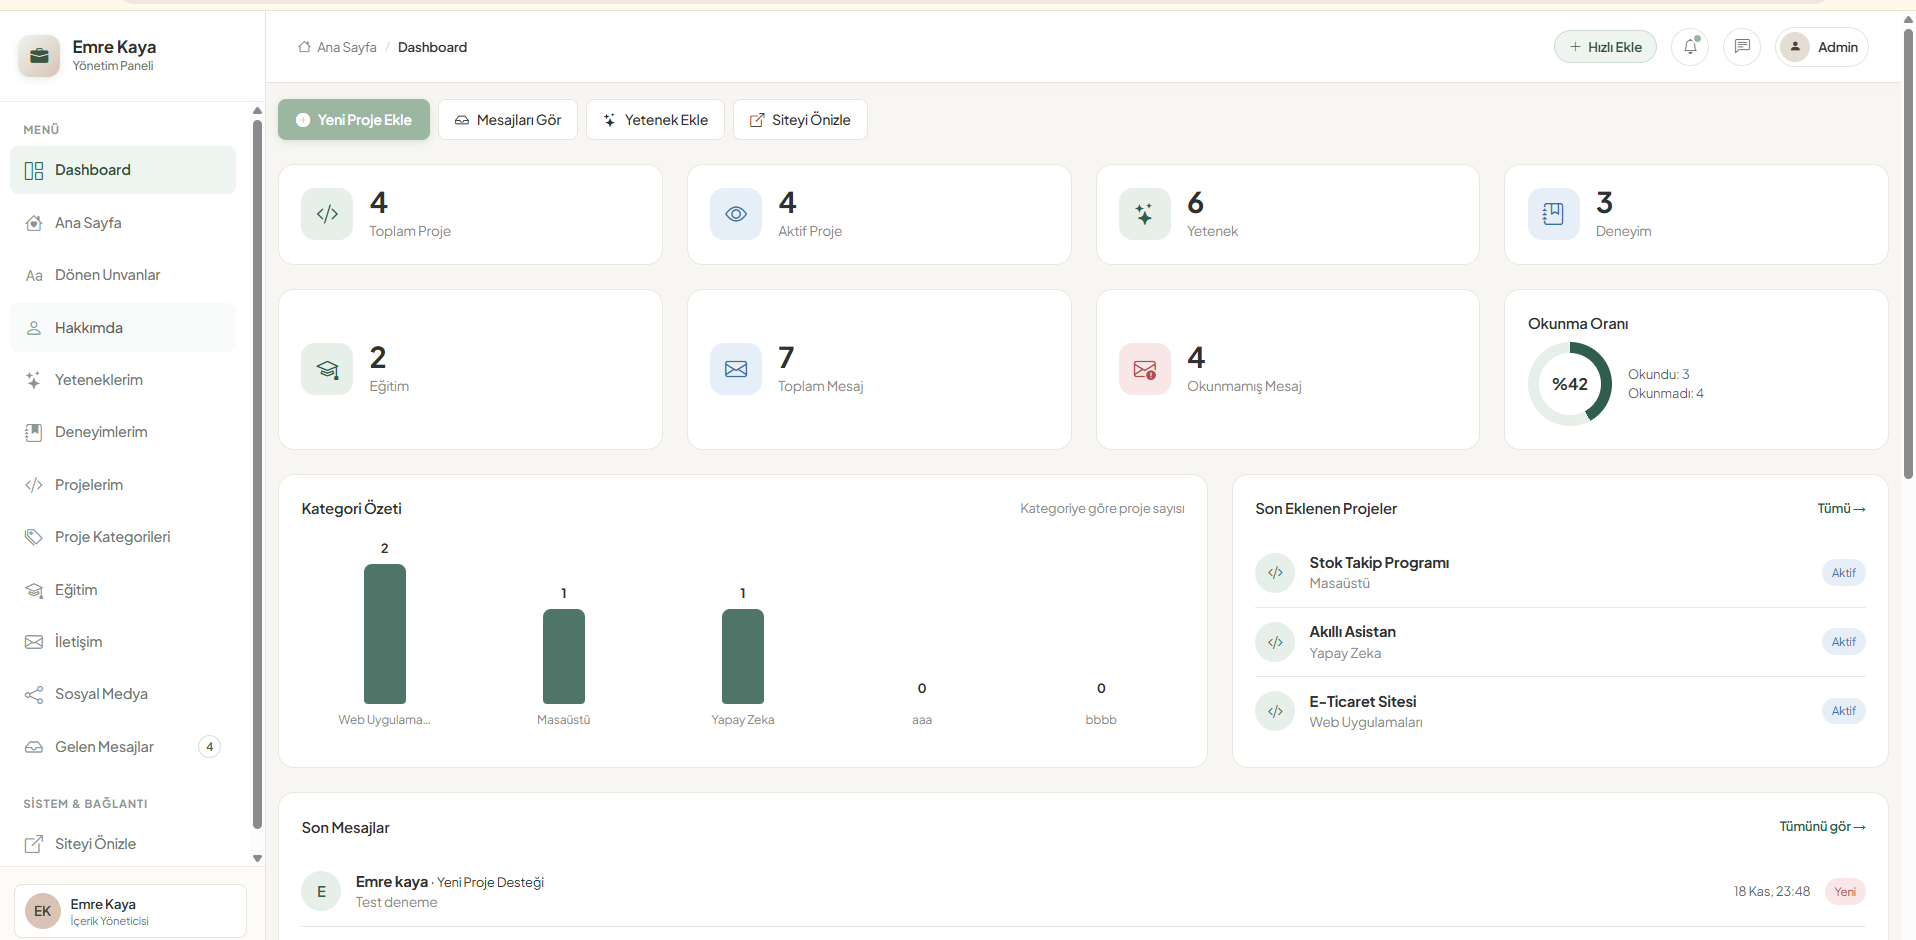 Emre Kaya
Yönetim Paneli
MENÜ
Dashboard
Ana Sayfa
Aa Dönen Unvanlar
Hakkımda
Yeteneklerim
Deneyimlerim
Projelerim
Proje Kategorileri
Eğitim
İletişim
Sosyal Medya
Gelen Mesajlar 4
SİSTEM & BAĞLANTI
Siteyi Önizle
EK Emre Kaya
İçerik Yöneticisi
Ana Sayfa / Dashboard
+ Hızlı Ekle
Admin
Yeni Proje Ekle
Mesajları Gör
Yetenek Ekle
Siteyi Önizle
4
Toplam Proje
4
Aktif Proje
6
Yetenek
3
Deneyim
2
Eğitim
7
Toplam Mesaj
4
Okunmamış Mesaj
Okunma Oranı
%42
Okundu: 3
Okunmadı: 4
Kategori Özeti
Kategoriye göre proje sayısı
2
1
1
0
0
Web Uygulama...
Masaüstü
Yapay Zeka
aaa
bbbb
Son Eklenen Projeler
Tümü→
Stok Takip Programı
Masaüstü
Aktif
Akıllı Asistan
Yapay Zeka
Aktif
E-Ticaret Sitesi
Web Uygulamaları
Aktif
Son Mesajlar
Tümünü gör→
E
Emre kaya · Yeni Proje Desteği
Test deneme
18 Kas, 23:48
Yeni